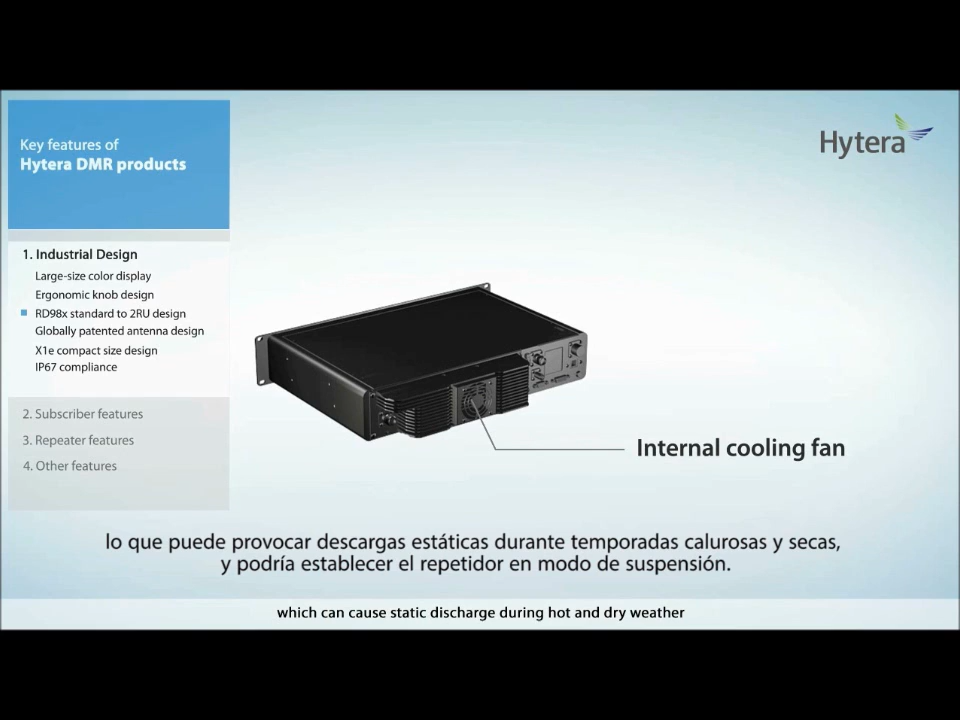 Key features of
Hytera DMR products
Hytera
1. Industrial Design
Large-size color display
Ergonomic knob design
RD98x standard to 2RU design
Globally patented antenna design
X1e compact size design
IP67 compliance
2. Subscriber features
3. Repeater features
4. Other features
Internal cooling fan
lo que puede provocar descargas estáticas durante temporadas calurosas y secas,
y podría establecer el repetidor en modo de suspensión.
which can cause static discharge during hot and dry weather